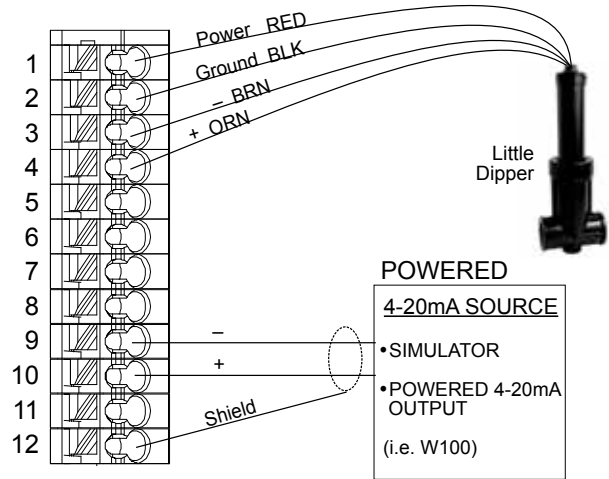 Power RED
Ground BLK
– BRN
+ ORN
1
2
3
4
5
6
7
8
9
10
11
12
Little
Dipper
POWERED
4-20mA SOURCE
•SIMULATOR
•POWERED 4-20mA
OUTPUT
(i.e. W100)
–
+
Shield